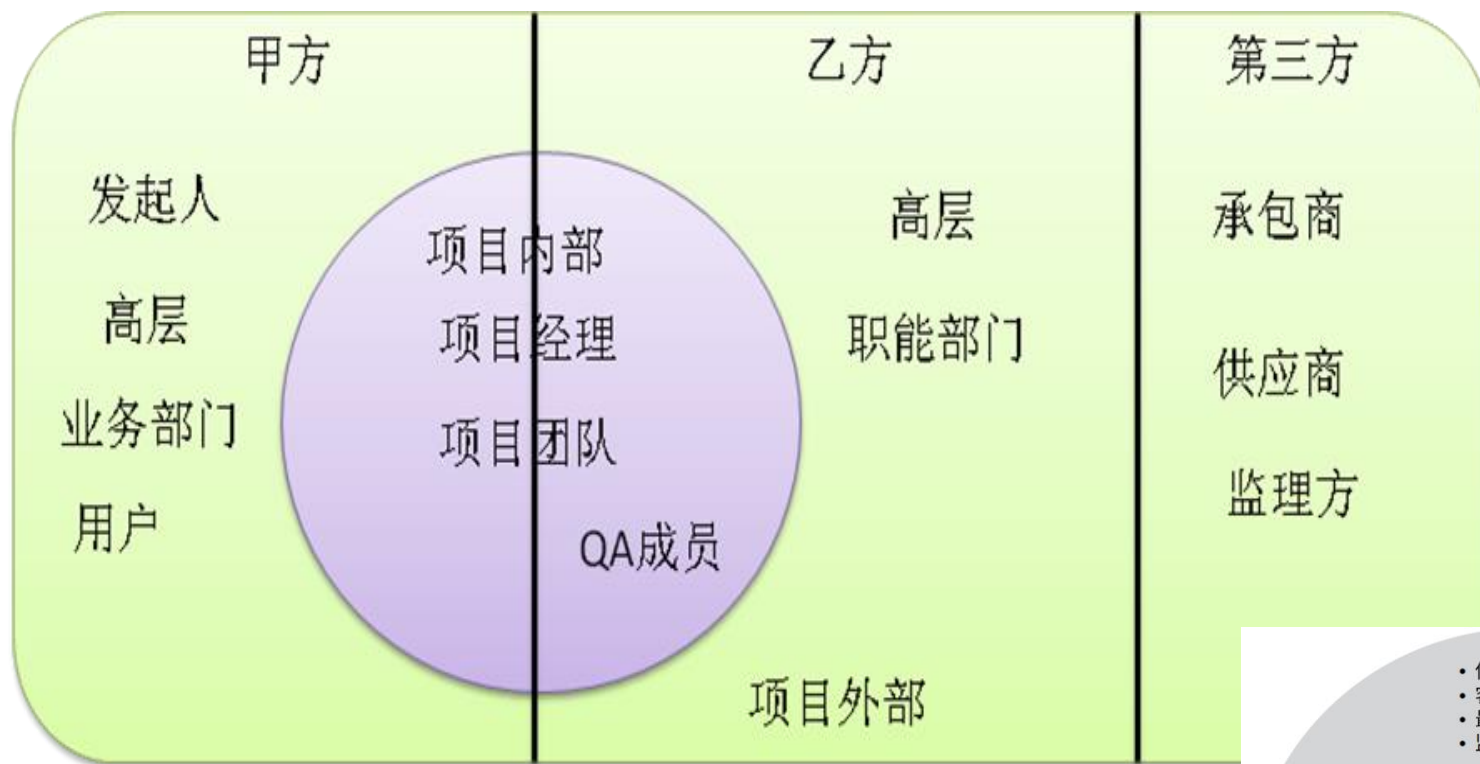 甲方
乙方
第三方
发起人
高层
业务部门
用户
项目内部
项目经理
项目团队
QA成员
高层
职能部门
项目外部
承包商
供应商
监理方